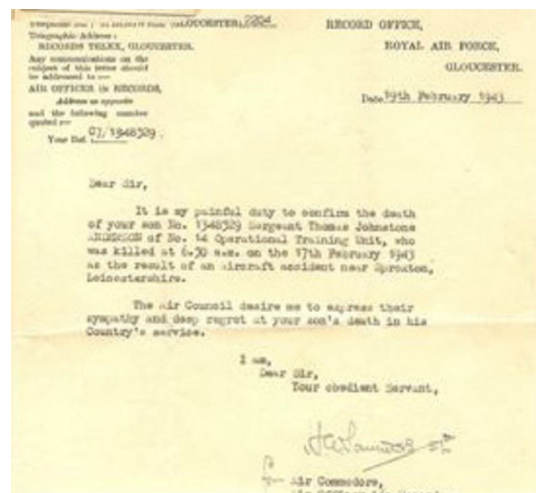 GLOUCESTER, 2204
Telegraphic Address:
RECORDS TELEX, GLOUCESTER.
Any communications on the
subject of this letter should
be addressed to :—
AIR OFFICER i/c RECORDS,
Address as opposite
and the following number
quoted :—
Your Ref. C7/1348329.
RECORD OFFICE,
ROYAL AIR FORCE,
GLOUCESTER.
Date 19th February 1943
Dear Sir,
It is my painful duty to confirm the death
of your son No. 1348329 Sergeant Thomas Johnstone
ANDERSON of No. 14 Operational Training Unit, who
was killed at 6.30 a.m. on the 17th February 1943
as the result of an aircraft accident near Sproxton,
Leicestershire.
The Air Council desire me to express their
sympathy and deep regret at your son's death in his
Country's service.
I am,
Dear Sir,
Your obedient Servant,
Air Commodore,